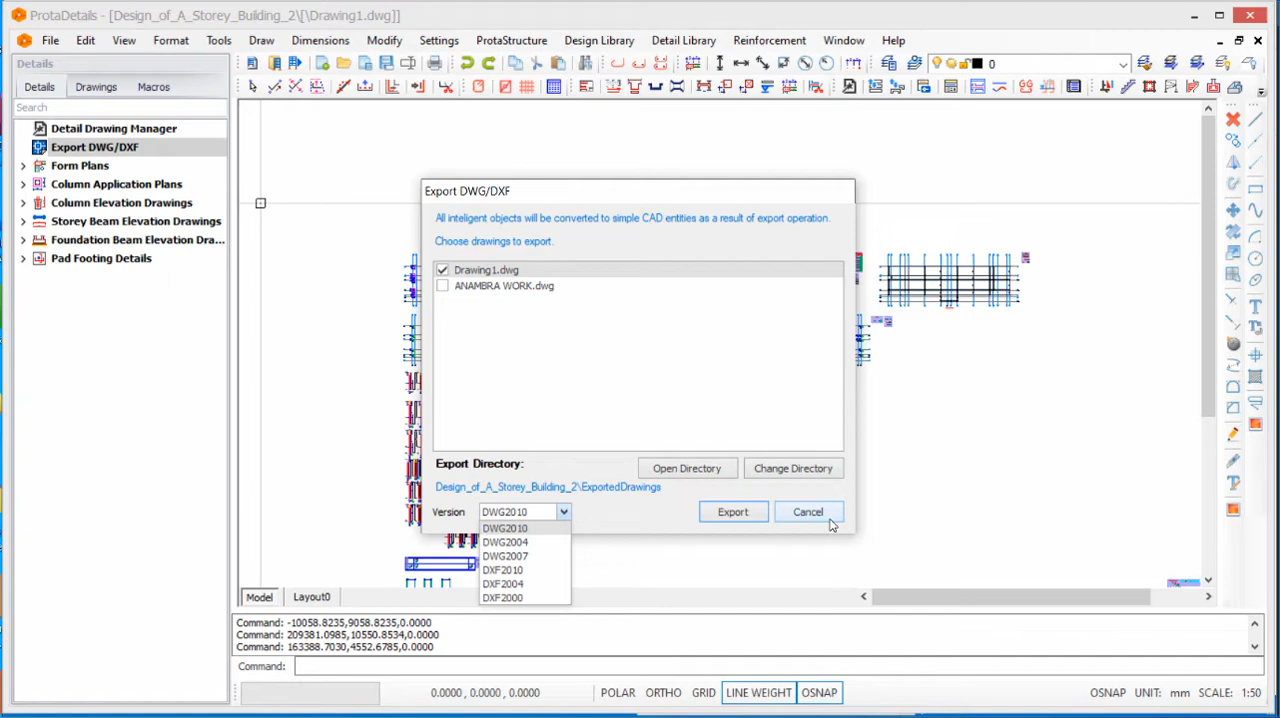 ProtaDetails - [Design_of_A_Storey_Building_2\[\Drawing1.dwg]]
File Edit View Format Tools Draw Dimensions Modify Settings ProtaStructure Design Library Detail Library Reinforcement Window Help
Details
0
Details Drawings Macros
Search
Detail Drawing Manager
Export DWG/DXF
Form Plans
Column Application Plans
Column Elevation Drawings
Storey Beam Elevation Drawings
Foundation Beam Elevation Dra...
Pad Footing Details
Export DWG/DXF
All inteligent objects will be converted to simple CAD entities as a result of export operation.
Choose drawings to export.
Drawing1.dwg
ANAMBRA WORK.dwg
Export Directory:
Open Directory Change Directory
Design_of_A_Storey_Building_2\ExportedDrawings
Version DWG2010 Export Cancel
DWG2010
DWG2004
DWG2007
DXF2010
DXF2004
DXF2000
Model Layout0
Command: -10058.8235,9058.8235,0.0000
Command: 209381.0985,10550.8534,0.0000
Command: 163388.7030,4552.6785,0.0000
Command:
0.0000 , 0.0000 , 0.0000 POLAR ORTHO GRID LINE WEIGHT OSNAP OSNAP UNIT: mm SCALE: 1:50